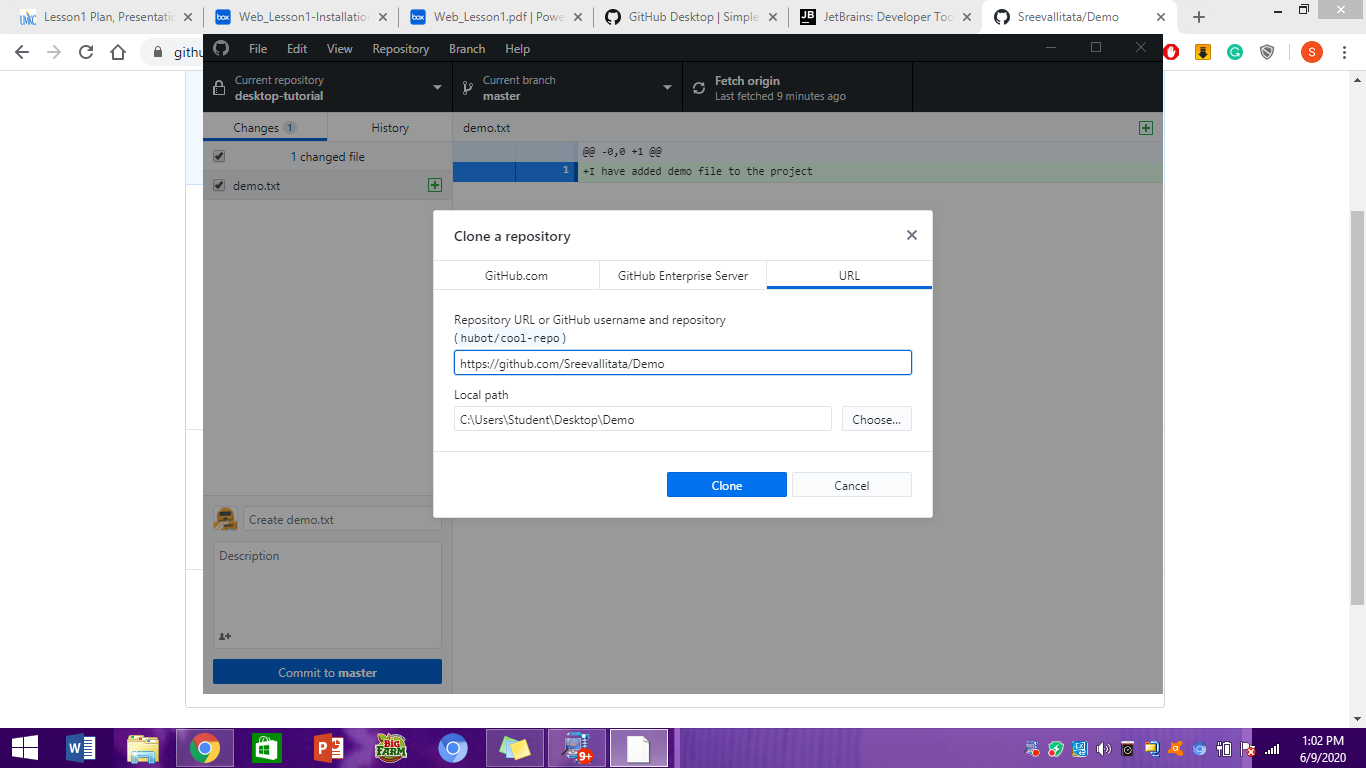 Lesson1 Plan, Presentatio
Web_Lesson1-Installation
Web_Lesson1.pdf | Powe
GitHub Desktop | Simple
JetBrains: Developer Too
Sreevallitata/Demo
githu
S
File Edit View Repository Branch Help
Current repository
desktop-tutorial
Current branch
master
Fetch origin
Last fetched 9 minutes ago
Changes 1
History
demo.txt
1 changed file
@@ -0,0 +1 @@
1 +I have added demo file to the project
demo.txt
Clone a repository
GitHub.com
GitHub Enterprise Server
URL
Repository URL or GitHub username and repository
(hubot/cool-repo)
https://github.com/Sreevallitata/Demo
Local path
C:\Users\Student\Desktop\Demo
Choose...
Clone
Cancel
Create demo.txt
Description
Commit to master
9+
1:02 PM
6/9/2020